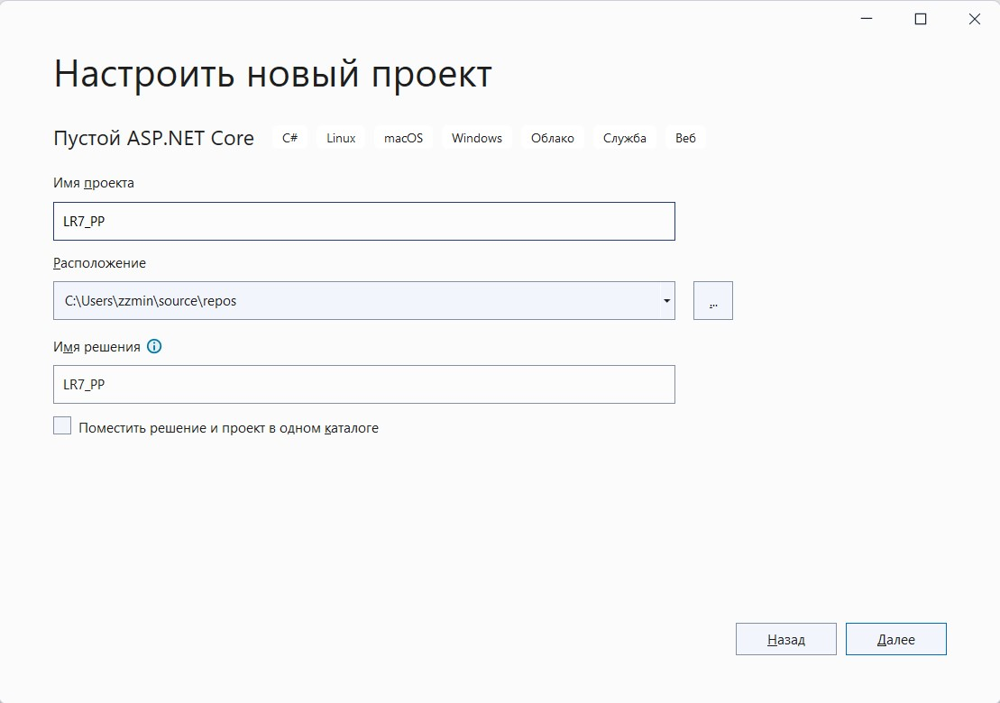 Настроить новый проект
Пустой ASP.NET Core C# Linux macOS Windows Облако Служба Веб
Имя проекта
LR7_PP
Расположение
C:\Users\zzmin\source\repos
...
Имя решения
LR7_PP
Поместить решение и проект в одном каталоге
Назад Далее